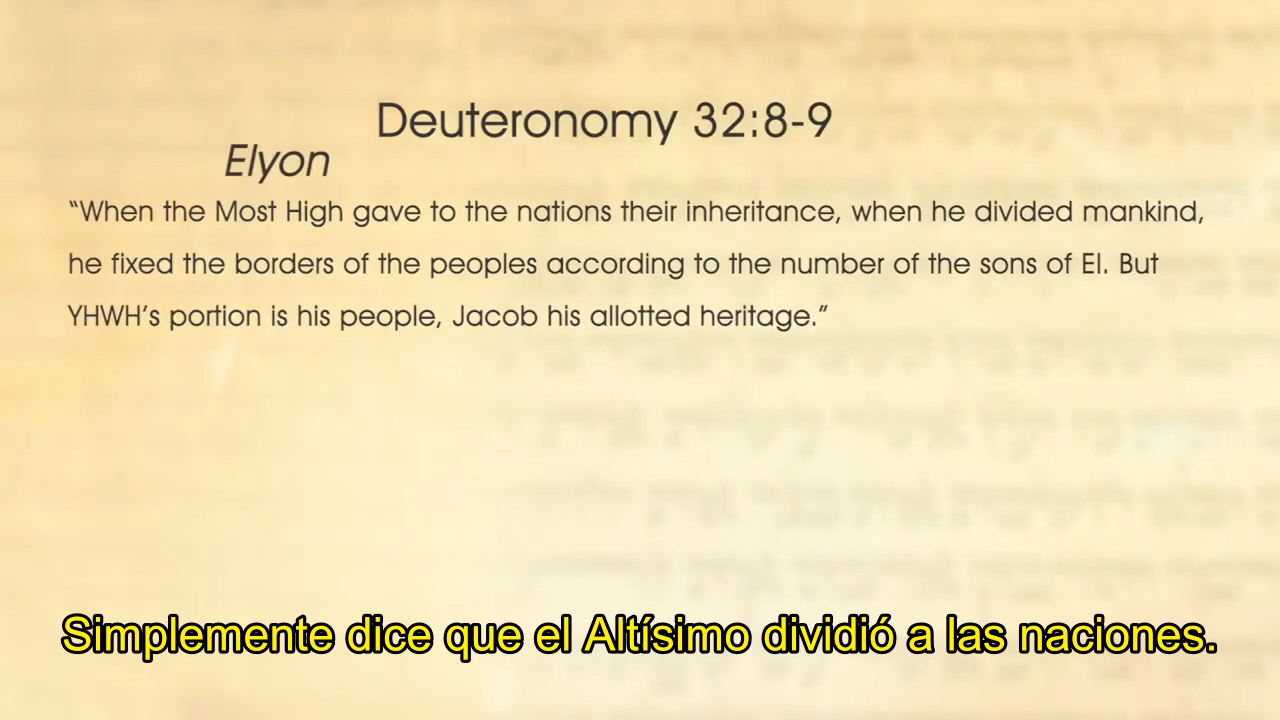 Deuteronomy 32:8-9
Elyon
“When the Most High gave to the nations their inheritance, when he divided mankind,
he fixed the borders of the peoples according to the number of the sons of El. But
YHWH’s portion is his people, Jacob his allotted heritage.”
Simplemente dice que el Altísimo dividió a las naciones.